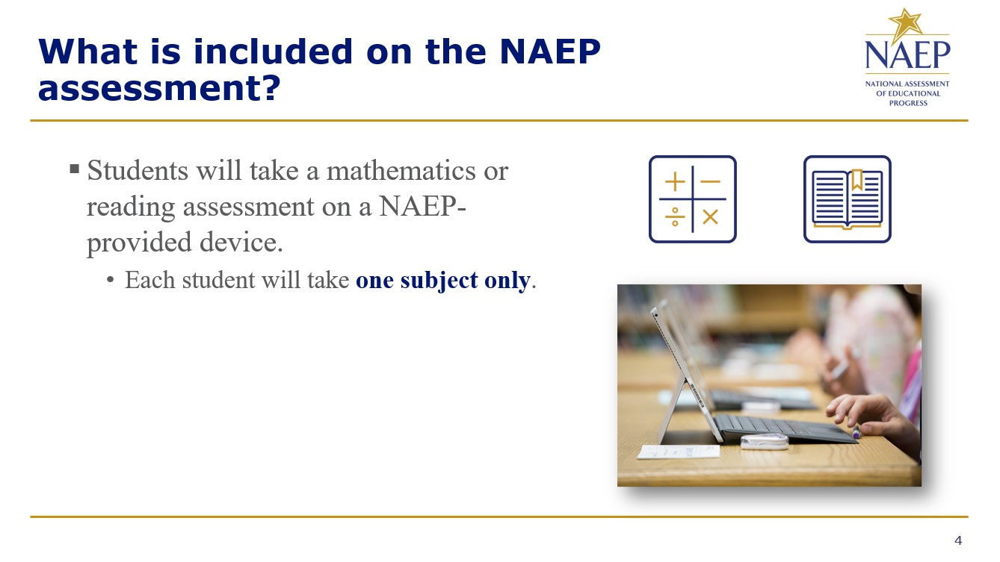 What is included on the NAEP
assessment?
NAEP
NATIONAL ASSESSMENT
OF EDUCATIONAL
PROGRESS
▪ Students will take a mathematics or
reading assessment on a NAEP-
provided device.
• Each student will take one subject only.
4